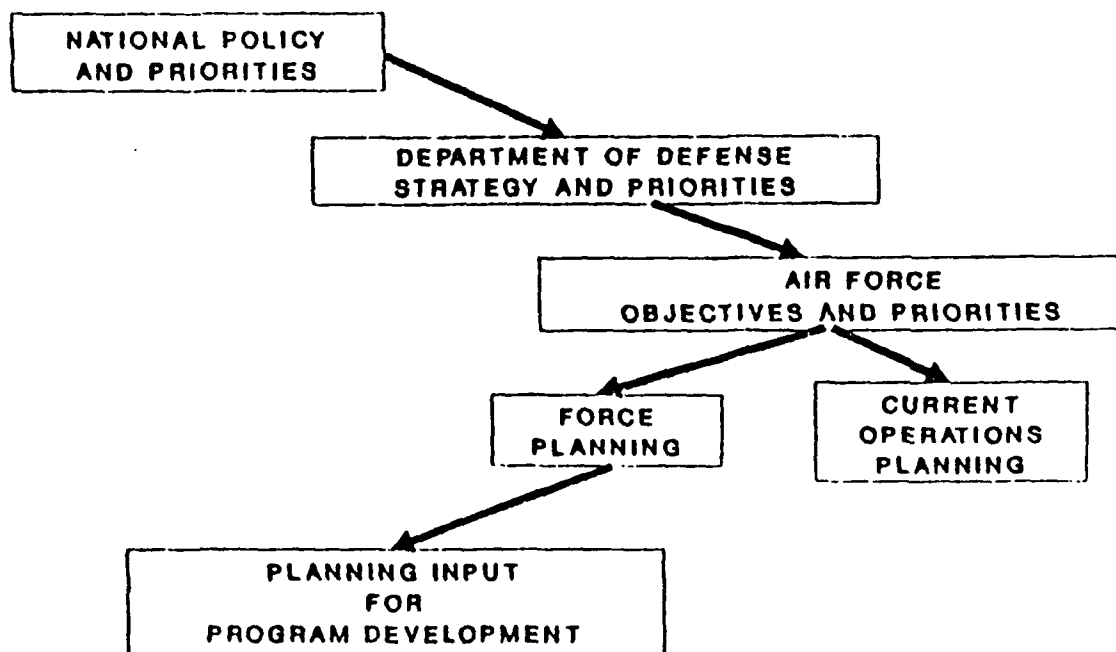 NATIONAL POLICY
AND PRIORITIES
DEPARTMENT OF DEFENSE
STRATEGY AND PRIORITIES
AIR FORCE
OBJECTIVES AND PRIORITIES
FORCE
PLANNING
CURRENT
OPERATIONS
PLANNING
PLANNING INPUT
FOR
PROGRAM DEVELOPMENT